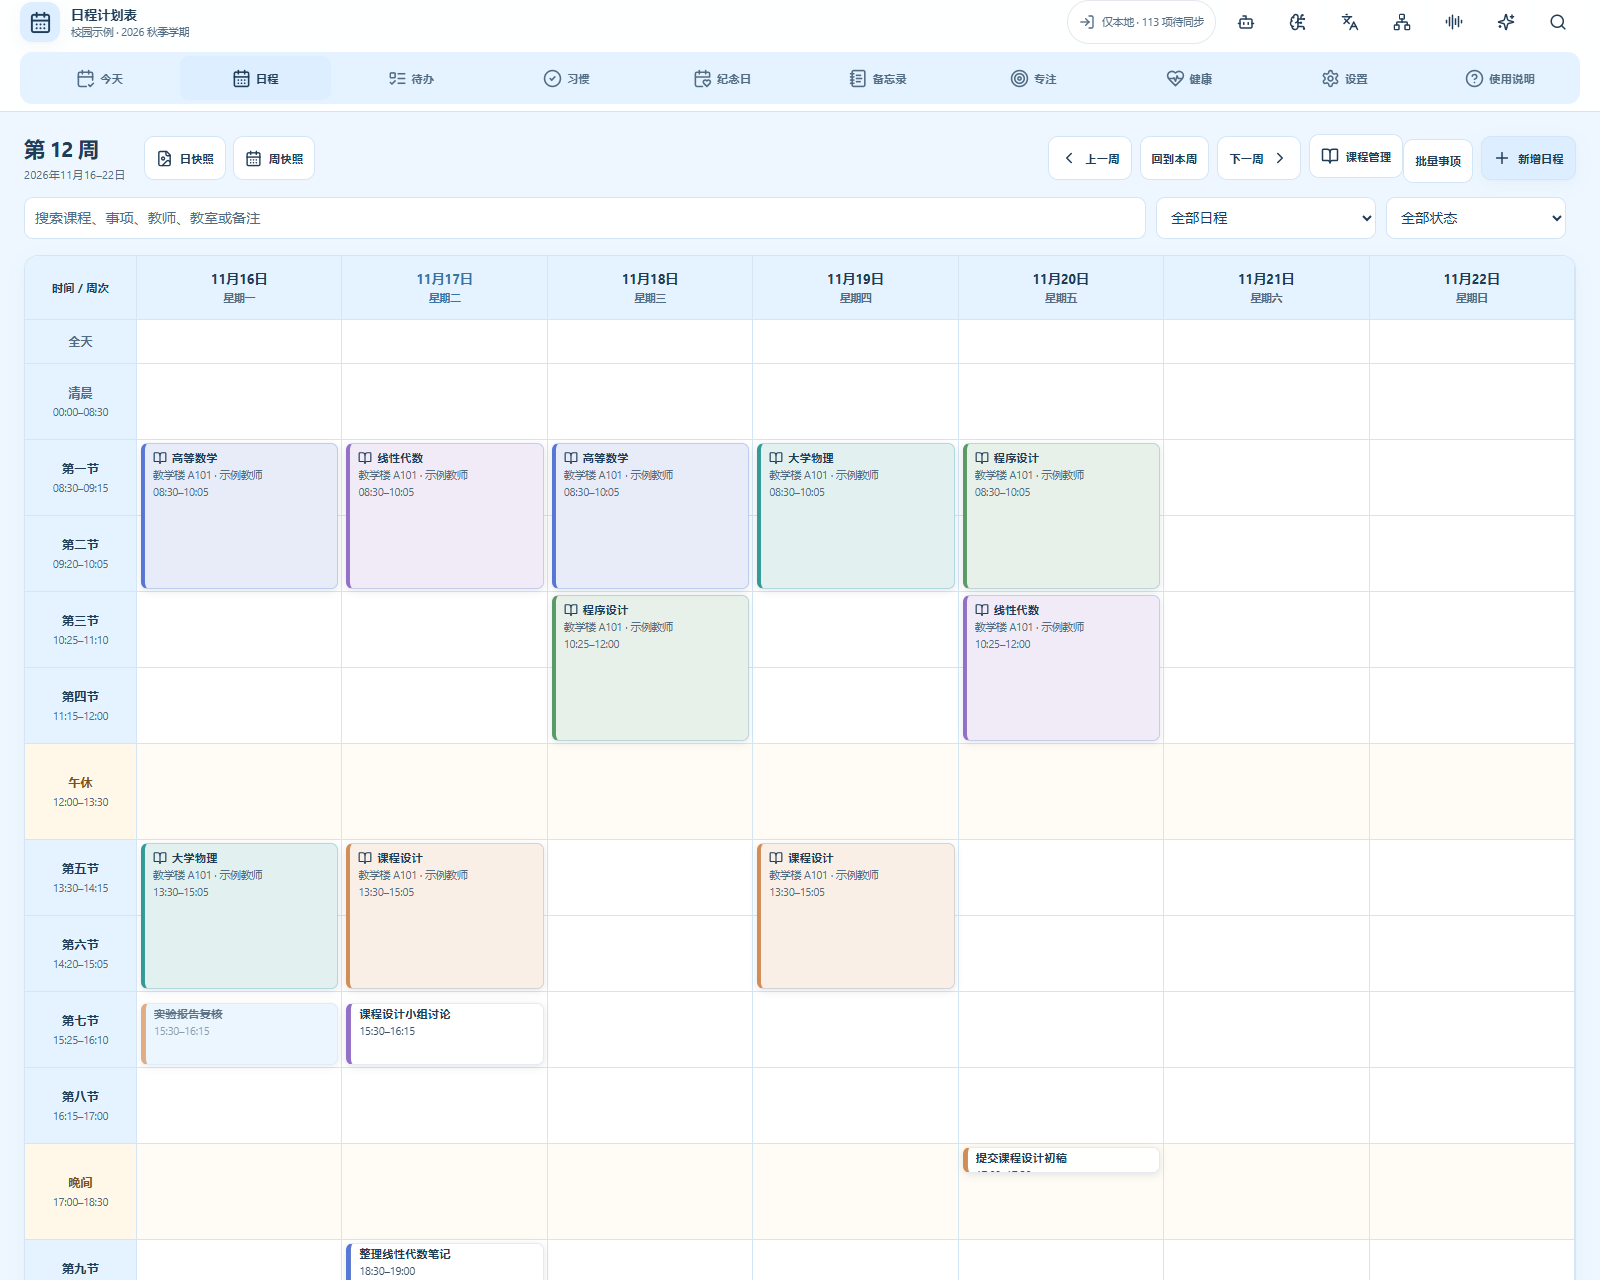 日程计划表
校园示例 · 2026 秋季学期
仅本地 · 113 项待同步
今天
日程
待办
习惯
纪念日
备忘录
专注
健康
设置
使用说明
第 12 周
2026年11月16–22日
日快照
周快照
上一周
回到本周
下一周
课程管理
批量事项
新增日程
搜索课程、事项、教师、教室或备注
全部日程
全部状态
时间 / 周次
11月16日
星期一
11月17日
星期二
11月18日
星期三
11月19日
星期四
11月20日
星期五
11月21日
星期六
11月22日
星期日
全天
清晨
00:00–08:30
第一节
08:30–09:15
高等数学
教学楼 A101 · 示例教师
08:30–10:05
线性代数
教学楼 A101 · 示例教师
08:30–10:05
高等数学
教学楼 A101 · 示例教师
08:30–10:05
大学物理
教学楼 A101 · 示例教师
08:30–10:05
程序设计
教学楼 A101 · 示例教师
08:30–10:05
第二节
09:20–10:05
第三节
10:25–11:10
程序设计
教学楼 A101 · 示例教师
10:25–12:00
线性代数
教学楼 A101 · 示例教师
10:25–12:00
第四节
11:15–12:00
午休
12:00–13:30
第五节
13:30–14:15
大学物理
教学楼 A101 · 示例教师
13:30–15:05
课程设计
教学楼 A101 · 示例教师
13:30–15:05
课程设计
教学楼 A101 · 示例教师
13:30–15:05
第六节
14:20–15:05
第七节
15:25–16:10
实验报告复核
15:30–16:15
课程设计小组讨论
15:30–16:15
第八节
16:15–17:00
晚间
17:00–18:30
提交课程设计初稿
第九节
整理线性代数笔记
18:30–19:00